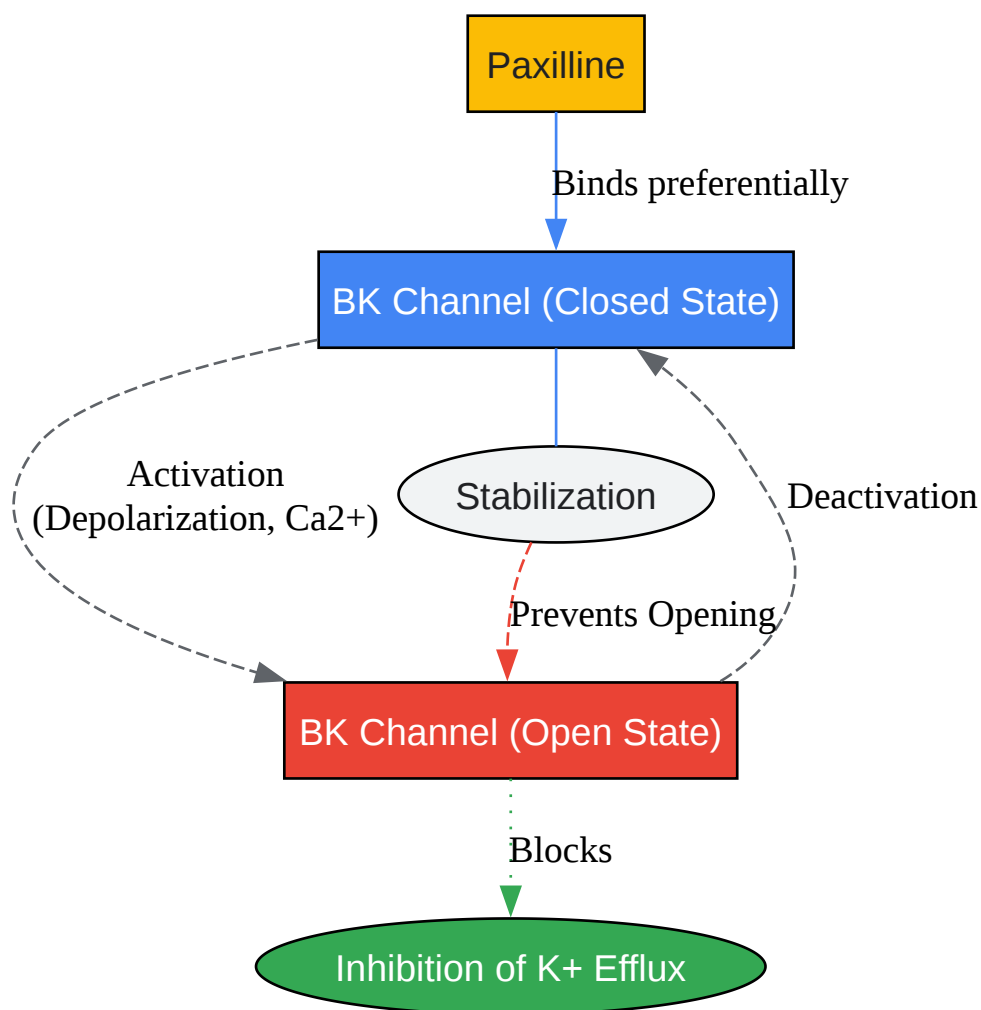 Paxilline
Binds preferentially
BK Channel (Closed State)
Activation
(Depolarization, Ca2+)
Stabilization
Deactivation
Prevents Opening
BK Channel (Open State)
Blocks
Inhibition of K+ Efflux